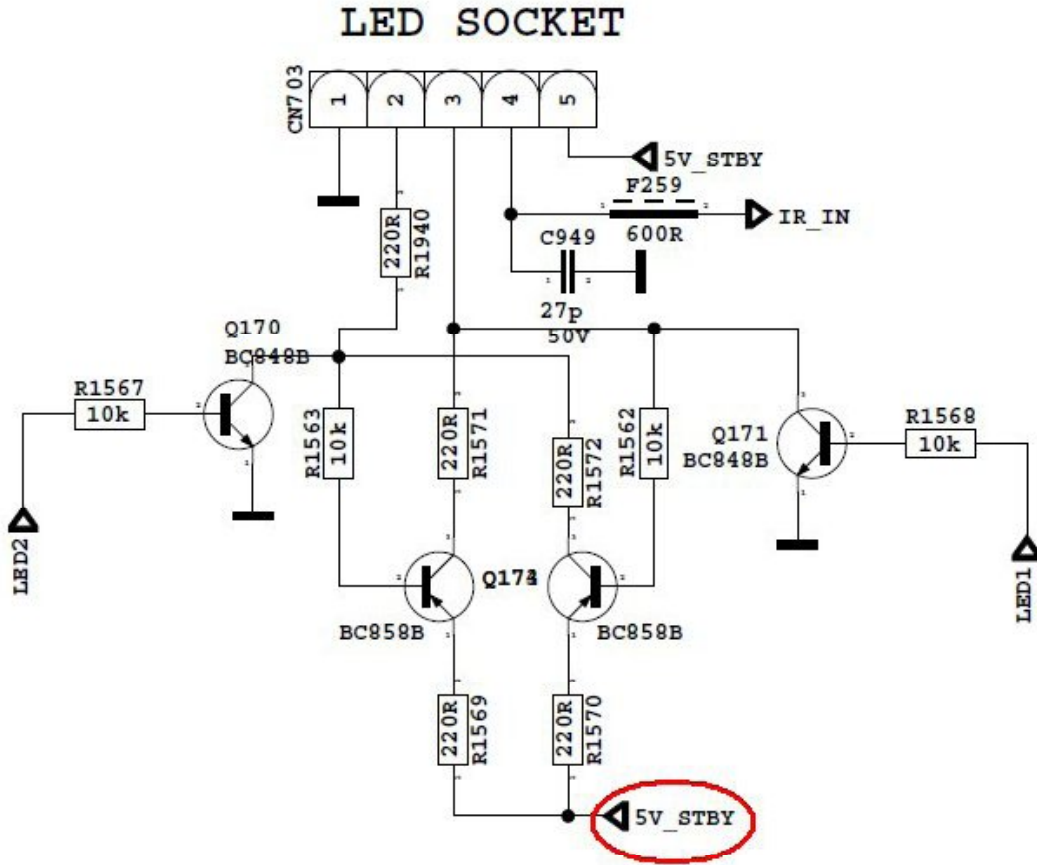 LED SOCKET
CN703
1 2 3 4 5
5V_STBY
F259
IR_IN
600R
C949
27p
50V
220R
R1940
Q170
BC848B
R1567
10k
LED2
R1563
10k
220R
R1571
220R
R1572
R1562
10k
Q171
BC848B
R1568
10k
LED1
BC858B
BC858B
220R
R1569
220R
R1570
5V_STBY